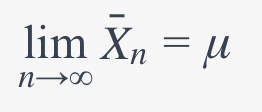 lim X̄ₙ = μ
n→∞